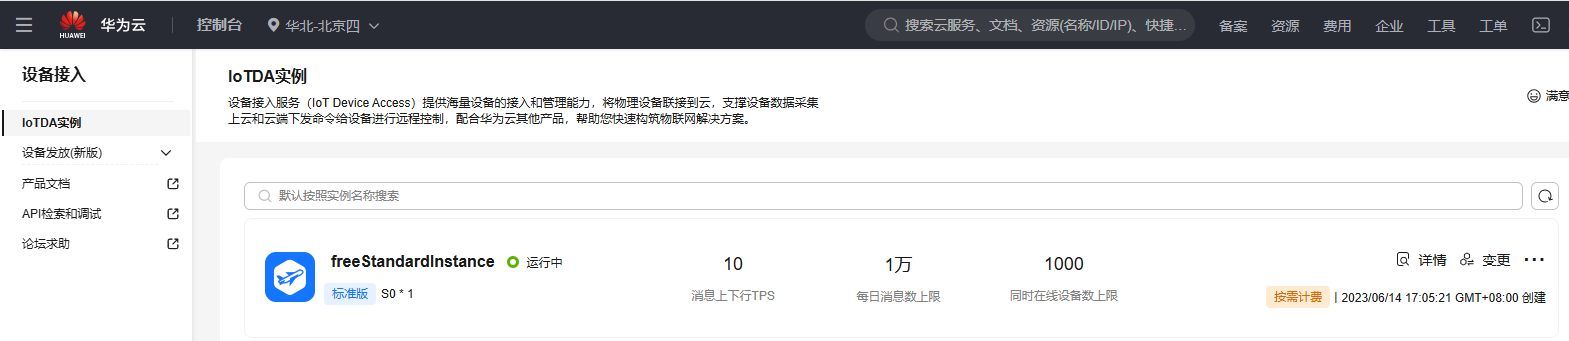 HUAWEI
华为云
控制台
华北-北京四
搜索云服务、文档、资源(名称/ID/IP)、快捷...
备案
资源
费用
企业
工具
工单
设备接入
IoTDA实例
设备发放(新版)
产品文档
API检索和调试
论坛求助
IoTDA实例
设备接入服务（IoT Device Access）提供海量设备的接入和管理能力，将物理设备联接到云，支撑设备数据采集
上云和云端下发命令给设备进行远程控制，配合华为云其他产品，帮助您快速构筑物联网解决方案。
满意
默认按照实例名称搜索
freeStandardInstance
运行中
标准版 S0 * 1
10
消息上下行TPS
1万
每日消息数上限
1000
同时在线设备数上限
详情
变更
按需计费 | 2023/06/14 17:05:21 GMT+08:00 创建